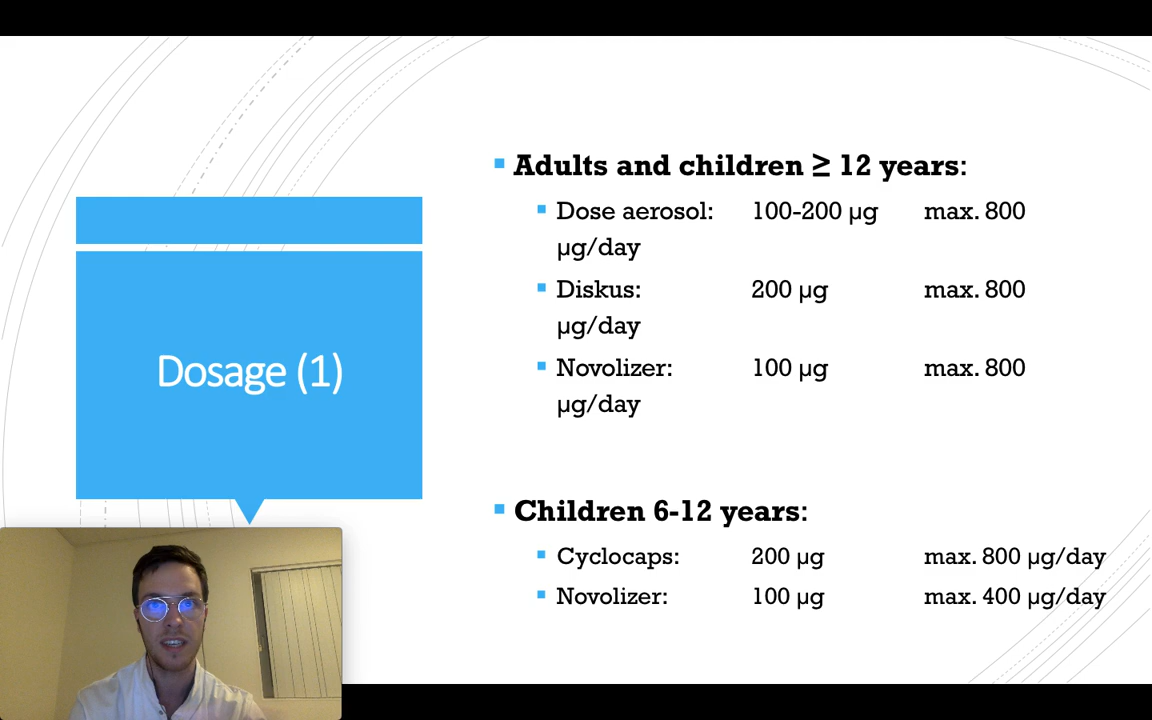 Dosage (1)
Adults and children ≥ 12 years:
Dose aerosol: 100-200 µg max. 800
µg/day
Diskus: 200 µg max. 800
µg/day
Novolizer: 100 µg max. 800
µg/day
Children 6-12 years:
Cyclocaps: 200 µg max. 800 µg/day
Novolizer: 100 µg max. 400 µg/day